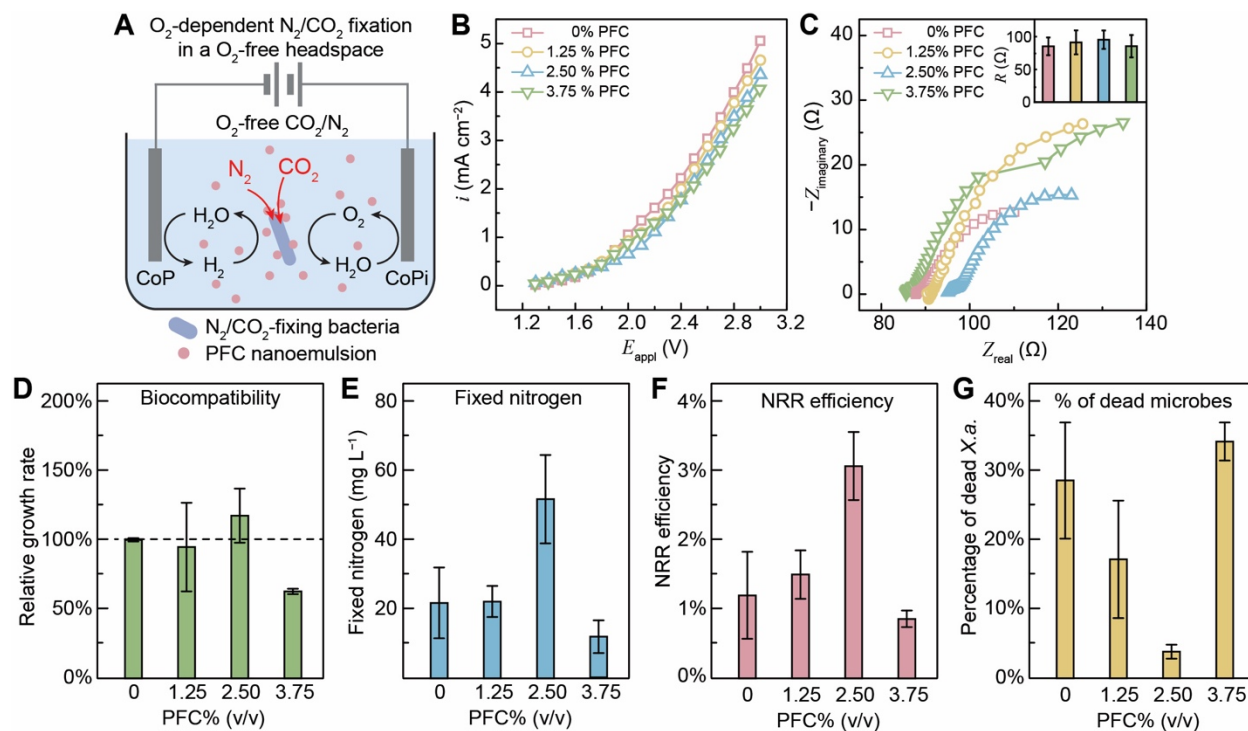 A
O₂-dependent N₂/CO₂ fixation
in a O₂-free headspace
O₂-free CO₂/N₂
N₂
CO₂
H₂O
O₂
H₂
H₂O
CoP
CoPi
N₂/CO₂-fixing bacteria
PFC nanoemulsion
B
0% PFC
1.25% PFC
2.50 % PFC
3.75 % PFC
i (mA cm⁻²)
5
4
3
2
1
0
1.2 1.6 2.0 2.4 2.8 3.2
E_appl (V)
C
0% PFC
1.25% PFC
2.50% PFC
3.75% PFC
R (Ω)
100
50
0
−Z_imaginary (Ω)
40
30
20
10
0
80 100 120 140
Z_real (Ω)
D
Biocompatibility
Relative growth rate
200%
150%
100%
50%
0%
0 1.25 2.50 3.75
PFC% (v/v)
E
Fixed nitrogen
Fixed nitrogen (mg L⁻¹)
80
60
40
20
0
0 1.25 2.50 3.75
PFC% (v/v)
F
NRR efficiency
NRR efficiency
4%
3%
2%
1%
0%
0 1.25 2.50 3.75
PFC% (v/v)
G
% of dead microbes
Percentage of dead X.a.
40%
30%
20%
10%
0%
0 1.25 2.50 3.75
PFC% (v/v)